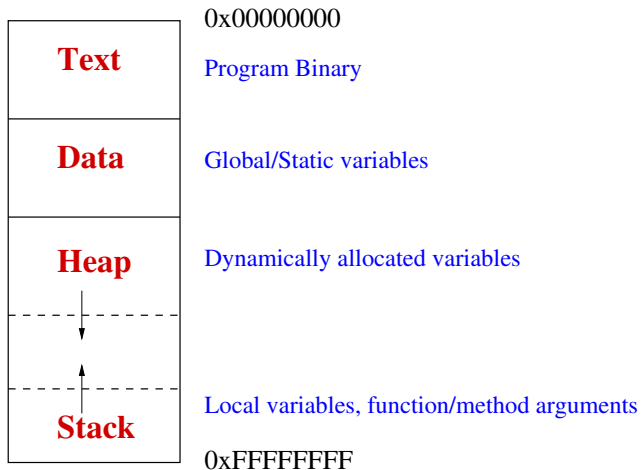 0x00000000
Text
Program Binary
Data
Global/Static variables
Heap
Dynamically allocated variables
Local variables, function/method arguments
Stack
0xFFFFFFFF